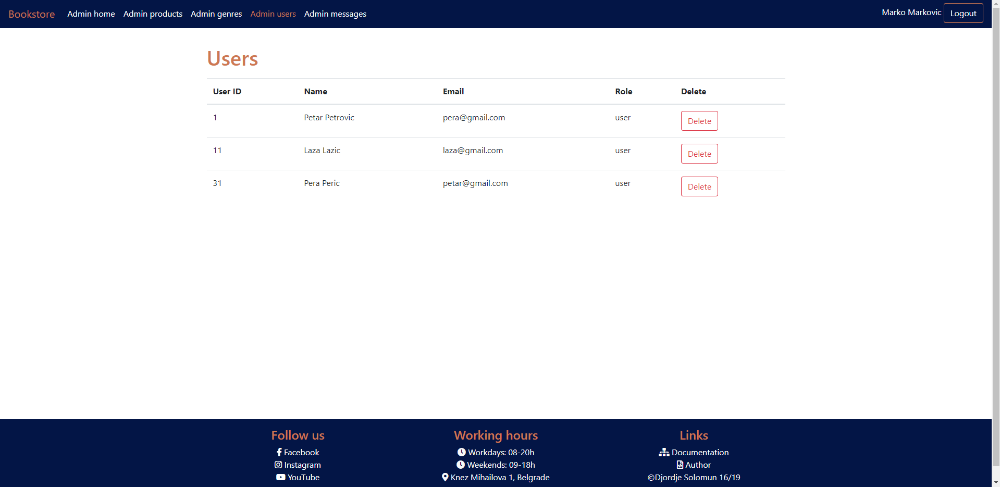 Bookstore Admin home Admin products Admin genres Admin users Admin messages Marko Markovic Logout
Users
User ID Name Email Role Delete
1 Petar Petrovic pera@gmail.com user Delete
11 Laza Lazic laza@gmail.com user Delete
31 Pera Peric petar@gmail.com user Delete
Follow us
Facebook
Instagram
YouTube
Working hours
Workdays: 08-20h
Weekends: 09-18h
Knez Mihailova 1, Belgrade
Links
Documentation
Author
©Djordje Solomun 16/19